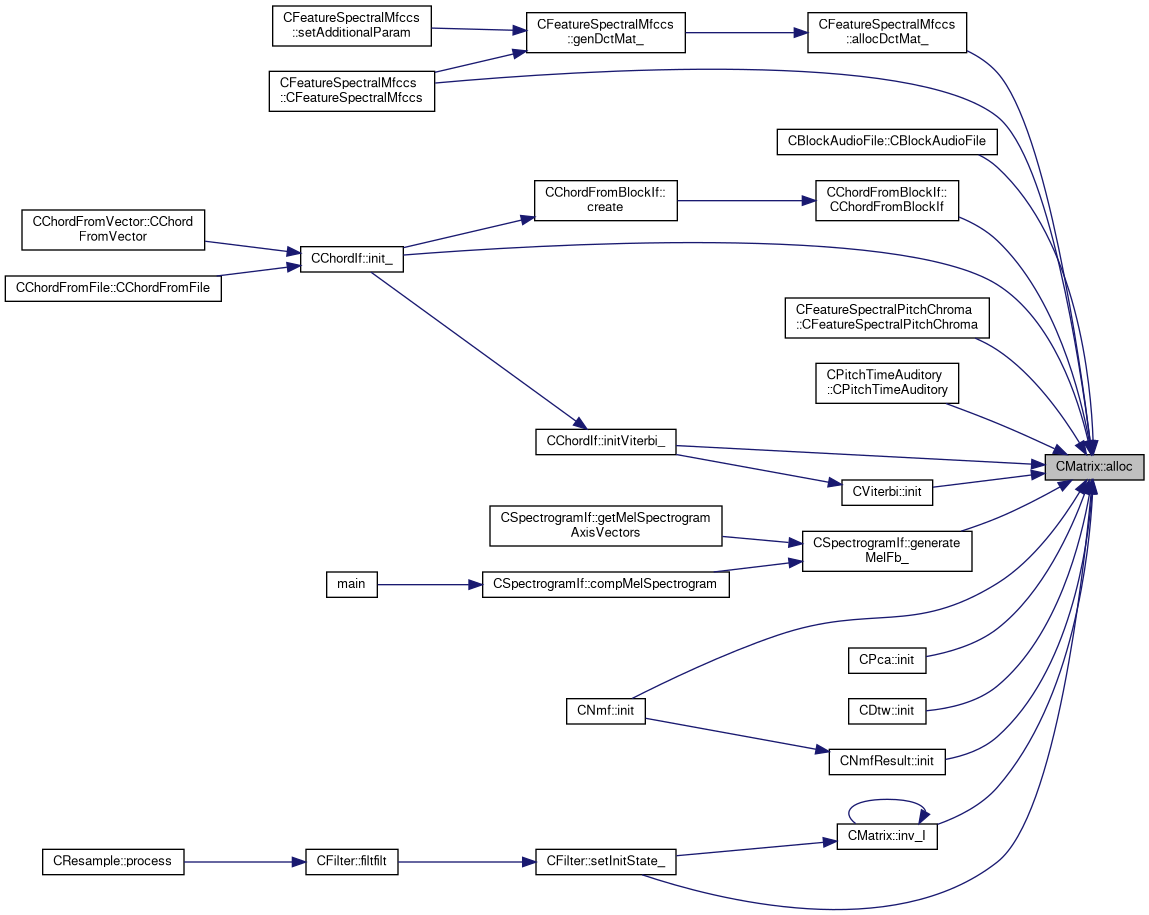 CFeatureSpectralMfccs
::setAdditionalParam
CFeatureSpectralMfccs
::genDctMat_
CFeatureSpectralMfccs
::allocDctMat_
CFeatureSpectralMfccs
::CFeatureSpectralMfccs
CBlockAudioFile::CBlockAudioFile
CChordFromBlockIf::
create
CChordFromBlockIf::
CChordFromBlockIf
CChordFromVector::CChord
FromVector
CChordIf::init_
CChordFromFile::CChordFromFile
CFeatureSpectralPitchChroma
::CFeatureSpectralPitchChroma
CPitchTimeAuditory
::CPitchTimeAuditory
CChordIf::initViterbi_
CMatrix::alloc
CViterbi::init
CSpectrogramIf::getMelSpectrogram
AxisVectors
CSpectrogramIf::generate
MelFb_
main
CSpectrogramIf::compMelSpectrogram
CPca::init
CNmf::init
CDtw::init
CNmfResult::init
CMatrix::inv_I
CResample::process
CFilter::filtfilt
CFilter::setInitState_